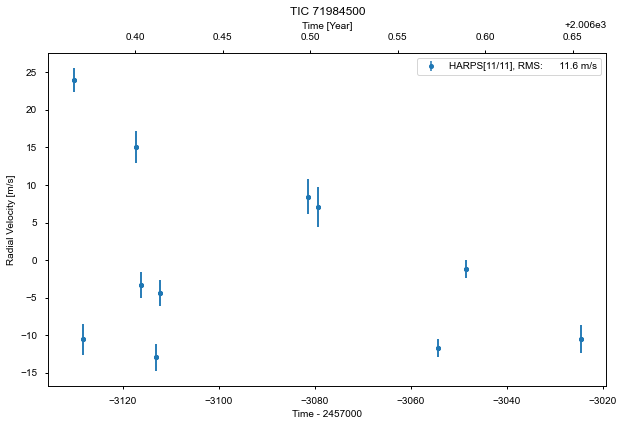 TIC 71984500
Time [Year]
+2.006e3
0.40 0.45 0.50 0.55 0.60 0.65
HARPS[11/11], RMS: 11.6 m/s
Radial Velocity [m/s]
25
20
15
10
5
0
−5
−10
−15
−3120 −3100 −3080 −3060 −3040 −3020
Time - 2457000